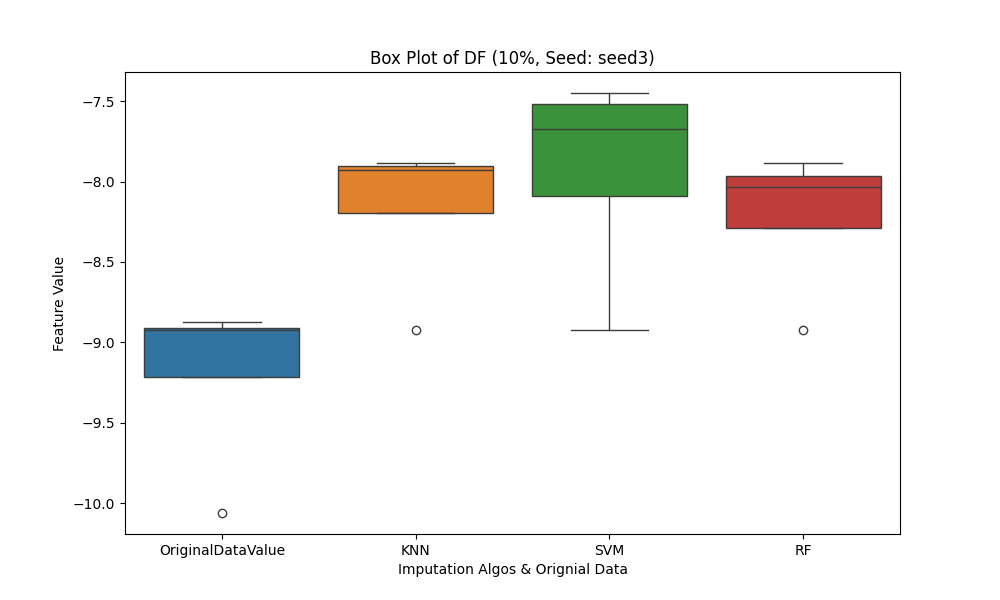 Box Plot of DF (10%, Seed: seed3)
Feature Value
−7.5
−8.0
−8.5
−9.0
−9.5
−10.0
OriginalDataValue KNN SVM RF
Imputation Algos & Orignial Data